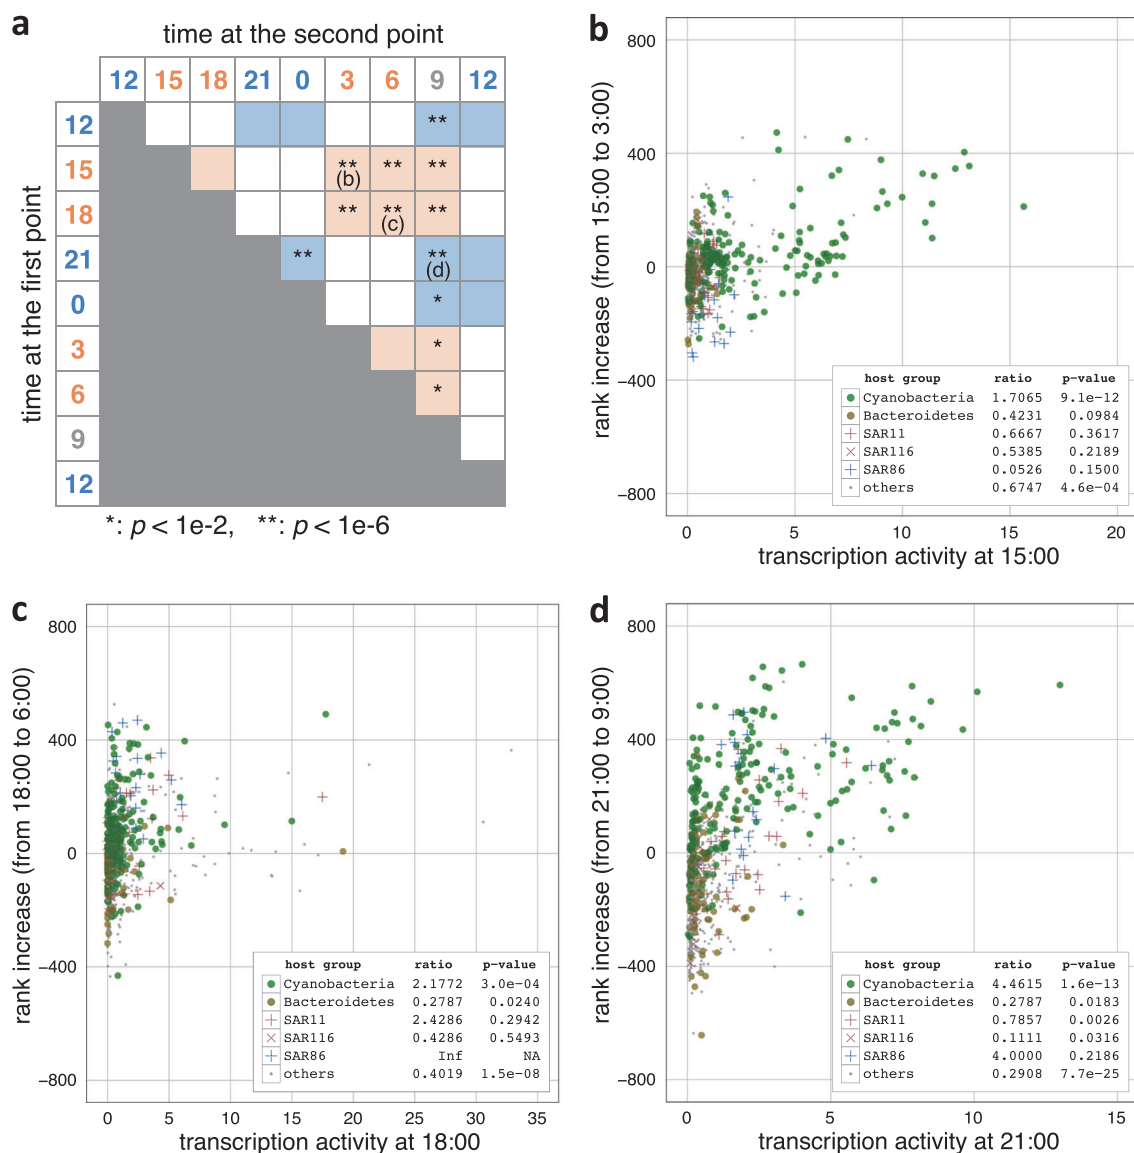 a
time at the second point
12 15 18 21 0 3 6 9 12
time at the first point
12 **
15 ** ** **
(b)
18 ** ** **
(c)
21 ** **
(d)
0 *
3 *
6 *
9
12
*: p < 1e-2, **: p < 1e-6
b
rank increase (from 15:00 to 3:00)
800
400
0
−400
−800
host group ratio p-value
Cyanobacteria 1.7065 9.1e-12
Bacteroidetes 0.4231 0.0984
SAR11 0.6667 0.3617
SAR116 0.5385 0.2189
SAR86 0.0526 0.1500
others 0.6747 4.6e-04
0 5 10 15 20
transcription activity at 15:00
c
rank increase (from 18:00 to 6:00)
800
400
0
−400
−800
host group ratio p-value
Cyanobacteria 2.1772 3.0e-04
Bacteroidetes 0.2787 0.0240
SAR11 2.4286 0.2942
SAR116 0.4286 0.5493
SAR86 Inf NA
others 0.4019 1.5e-08
0 5 10 15 20 25 30 35
transcription activity at 18:00
d
rank increase (from 21:00 to 9:00)
800
400
0
−400
−800
host group ratio p-value
Cyanobacteria 4.4615 1.6e-13
Bacteroidetes 0.2787 0.0183
SAR11 0.7857 0.0026
SAR116 0.1111 0.0316
SAR86 4.0000 0.2186
others 0.2908 7.7e-25
0 5 10 15
transcription activity at 21:00